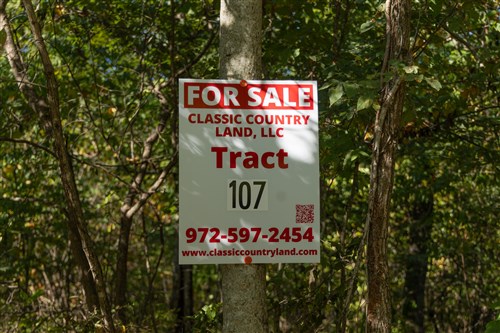 FOR SALE
CLASSIC COUNTRY
LAND, LLC
Tract
107
972-597-2454
www.classiccountryland.com